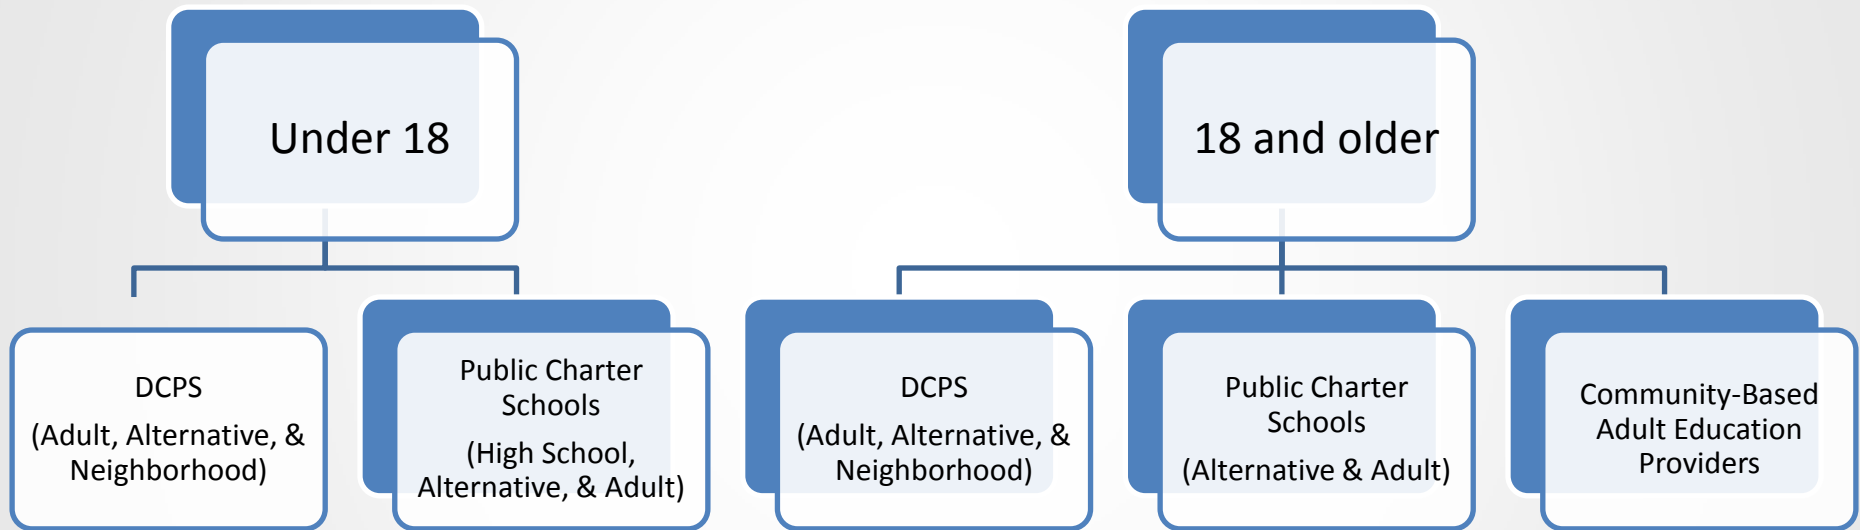 Under 18
18 and older
DCPS
(Adult, Alternative, &
Neighborhood)
Public Charter
Schools
(High School,
Alternative, & Adult)
DCPS
(Adult, Alternative, &
Neighborhood)
Public Charter
Schools
(Alternative & Adult)
Community-Based
Adult Education
Providers